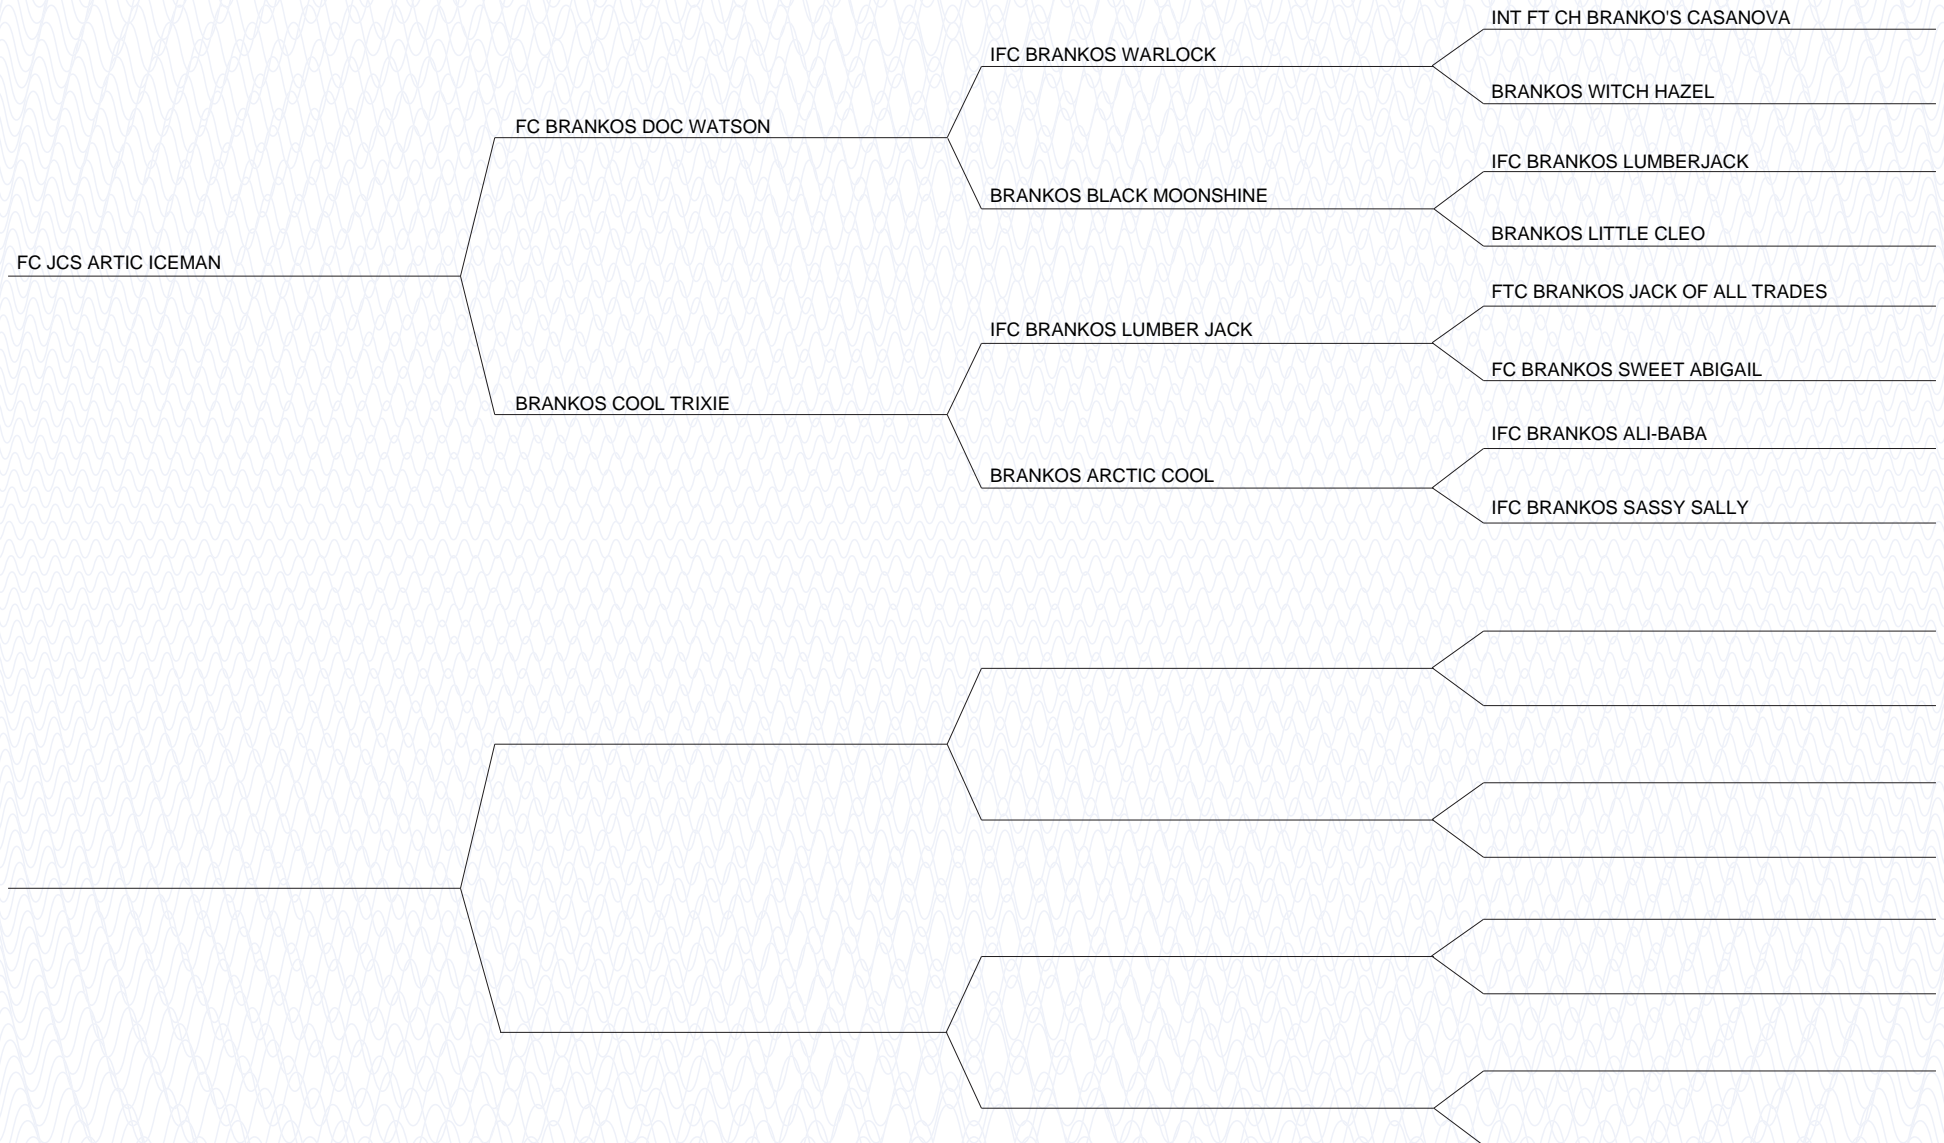 INT FT CH BRANKO'S CASANOVA
IFC BRANKOS WARLOCK
BRANKOS WITCH HAZEL
FC BRANKOS DOC WATSON
IFC BRANKOS LUMBERJACK
BRANKOS BLACK MOONSHINE
BRANKOS LITTLE CLEO
FC JCS ARTIC ICEMAN
FTC BRANKOS JACK OF ALL TRADES
IFC BRANKOS LUMBER JACK
FC BRANKOS SWEET ABIGAIL
BRANKOS COOL TRIXIE
IFC BRANKOS ALI-BABA
BRANKOS ARCTIC COOL
IFC BRANKOS SASSY SALLY